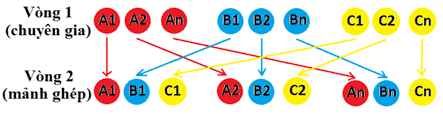 Vòng 1
(chuyên gia)
A1 A2 An B1 B2 Bn C1 C2 Cn
Vòng 2
(mảnh ghép)
A1 B1 C1 A2 B2 C2 An Bn Cn